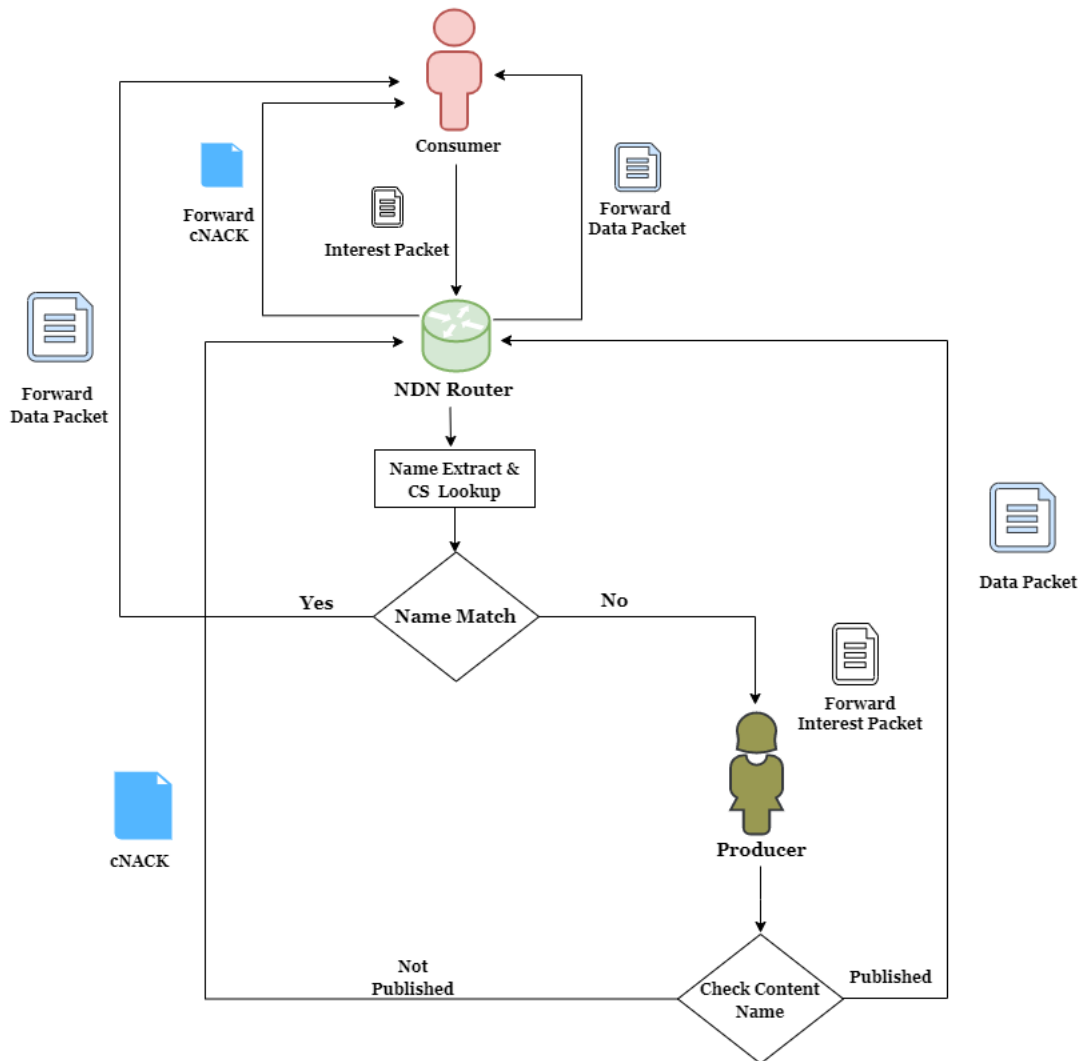 Consumer
Forward
cNACK
Interest Packet
Forward
Data Packet
Forward
Data Packet
NDN Router
Name Extract &
CS Lookup
Data Packet
Yes
Name Match
No
Forward
Interest Packet
cNACK
Producer
Not
Published
Check Content
Name
Published